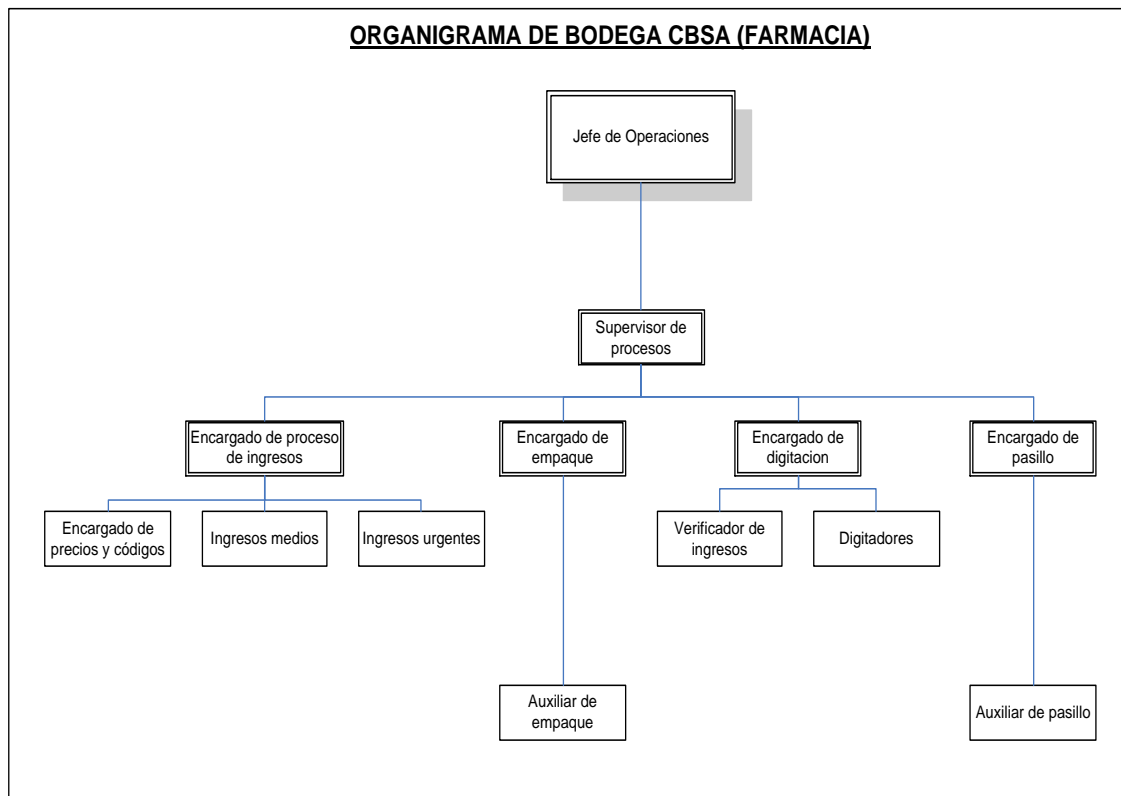 ORGANIGRAMA DE BODEGA CBSA (FARMACIA)
Jefe de Operaciones
Supervisor de
procesos
Encargado de proceso
de ingresos
Encargado de
empaque
Encargado de
digitacion
Encargado de
pasillo
Encargado de
precios y códigos
Ingresos medios
Ingresos urgentes
Verificador de
ingresos
Digitadores
Auxiliar de
empaque
Auxiliar de pasillo